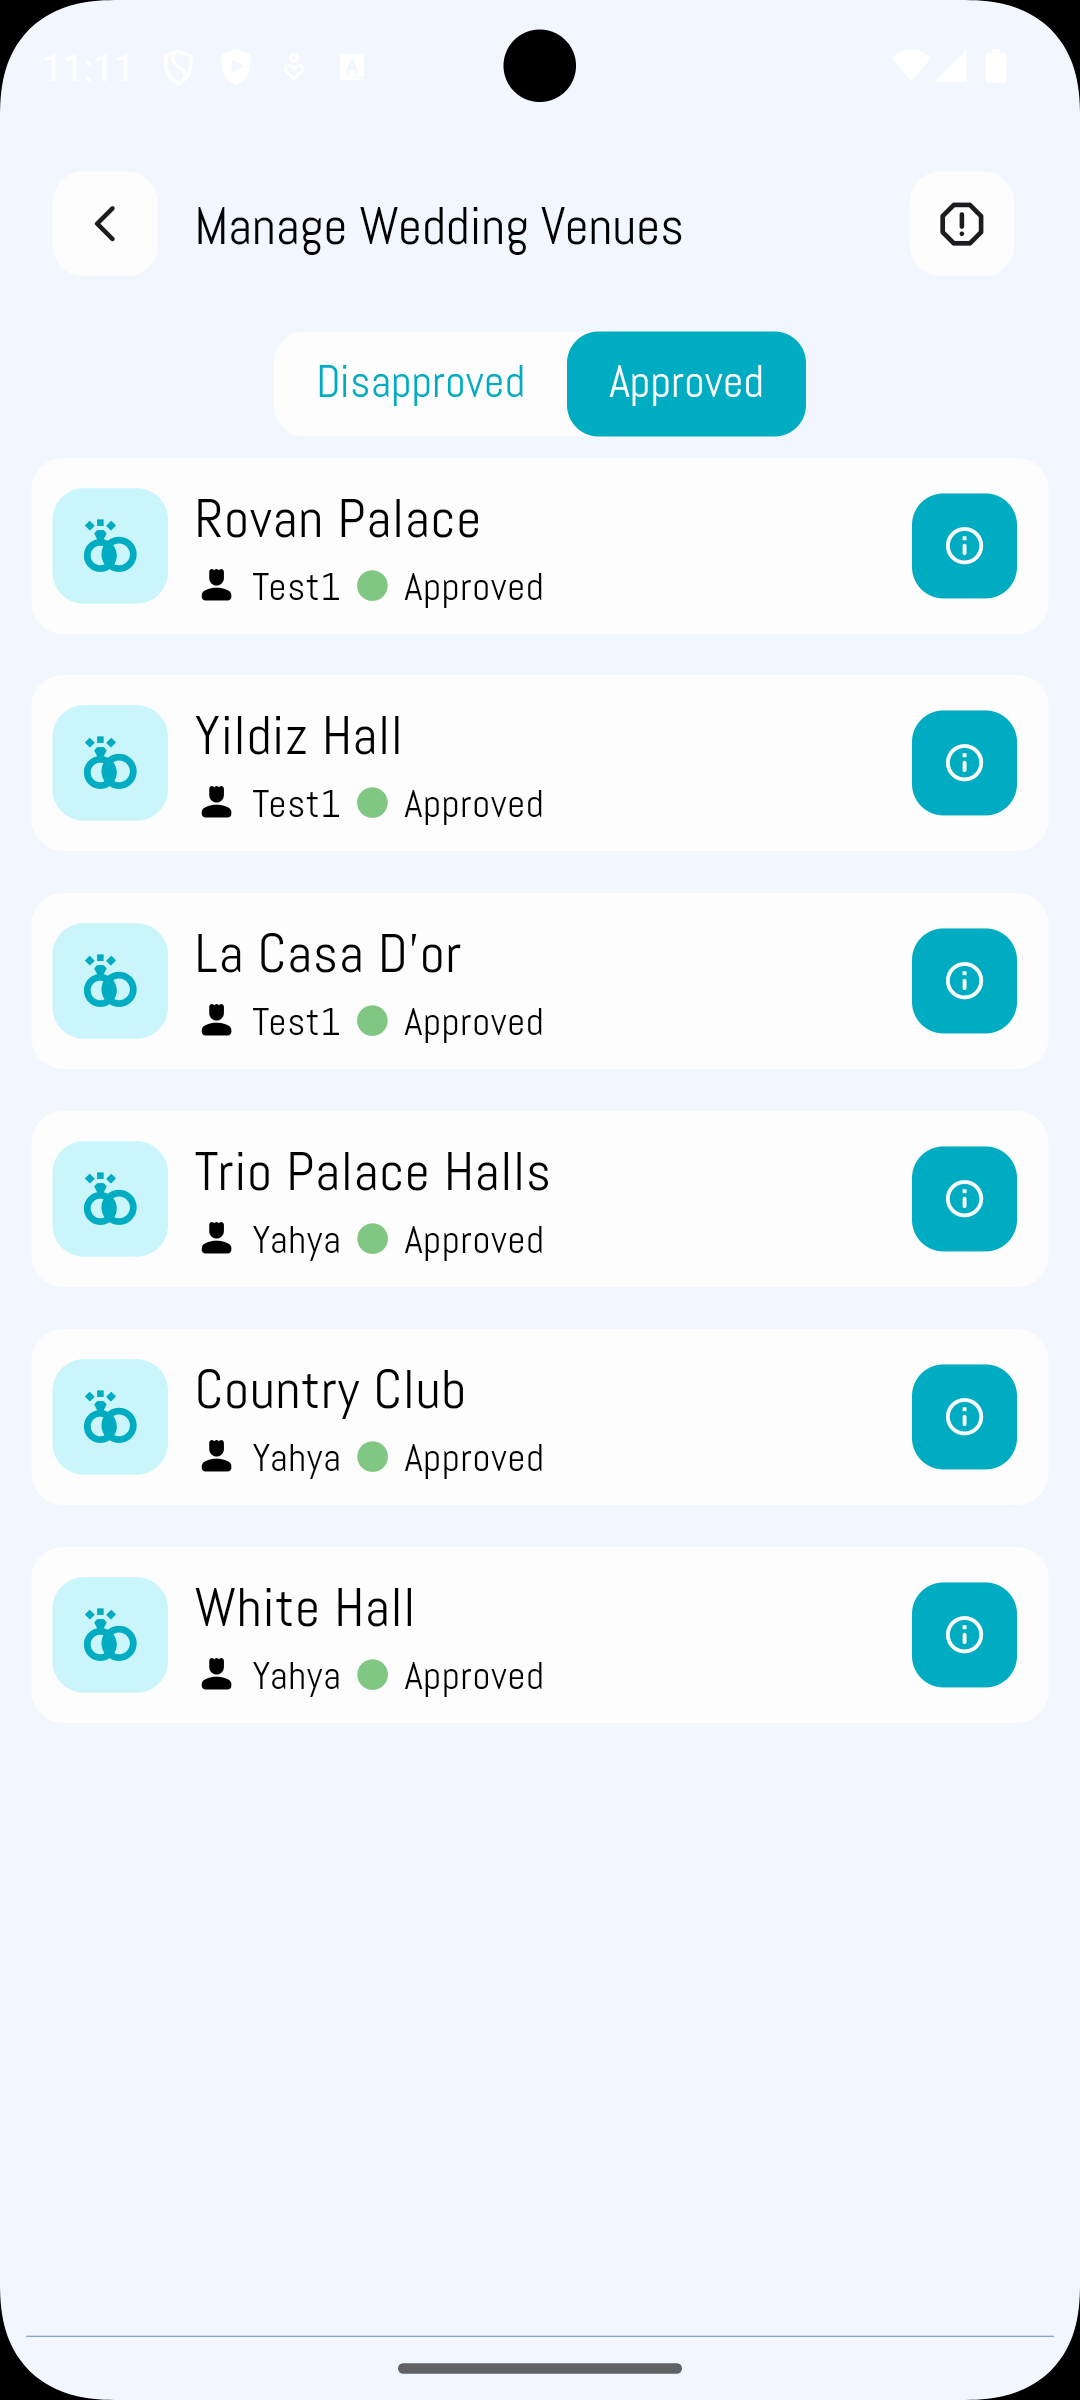 11:11
Manage Wedding Venues
Disapproved Approved
Rovan Palace
Test1 Approved
Yildiz Hall
Test1 Approved
La Casa D'or
Test1 Approved
Trio Palace Halls
Yahya Approved
Country Club
Yahya Approved
White Hall
Yahya Approved